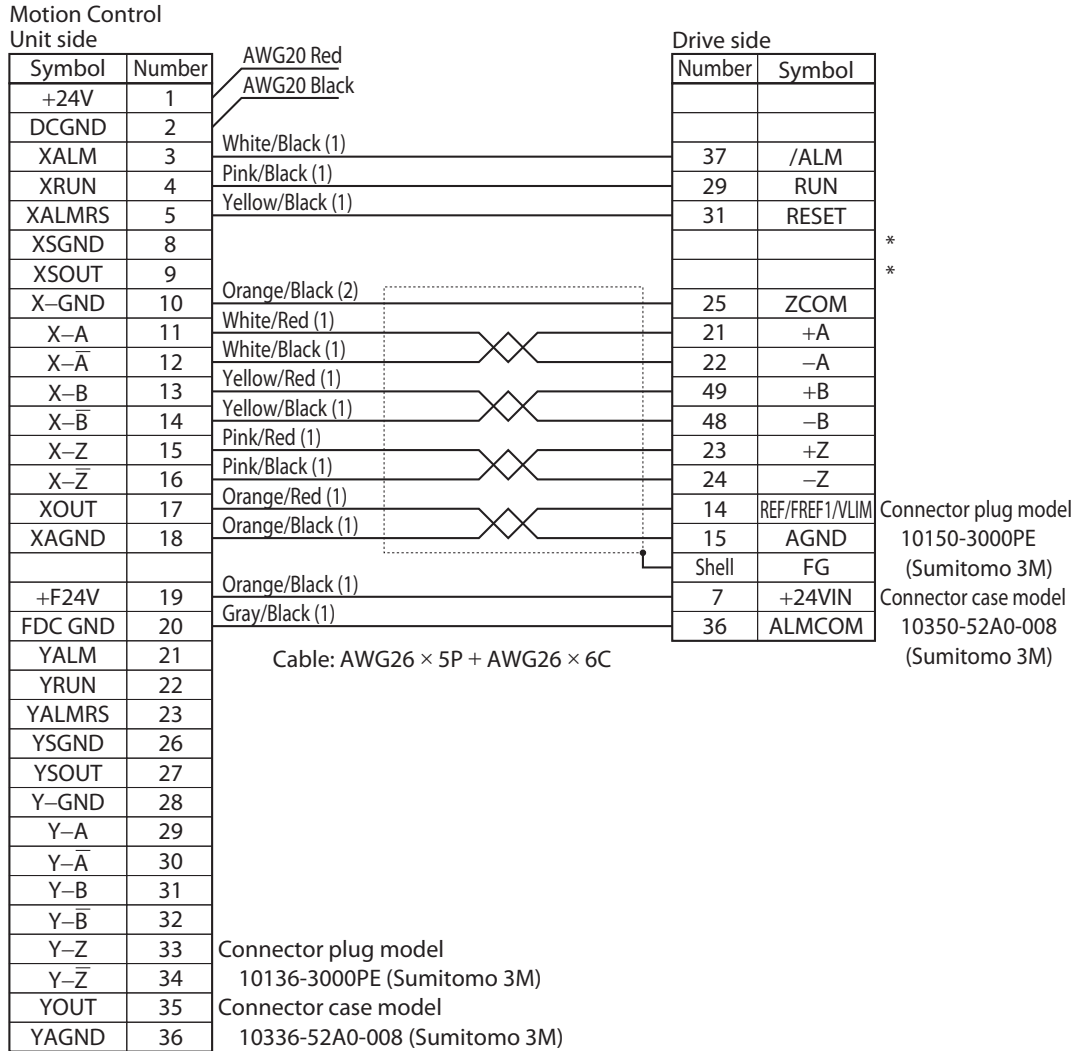 Motion Control
Unit side
Drive side
Symbol Number AWG20 Red Number Symbol
+24V 1 AWG20 Black
DCGND 2
XALM 3 White/Black (1) 37 /ALM
XRUN 4 Pink/Black (1) 29 RUN
XALMRS 5 Yellow/Black (1) 31 RESET
XSGND 8 *
XSOUT 9 *
X–GND 10 Orange/Black (2) 25 ZCOM
X–A 11 White/Red (1) 21 +A
X–A̅ 12 White/Black (1) 22 –A
X–B 13 Yellow/Red (1) 49 +B
X–B̅ 14 Yellow/Black (1) 48 –B
X–Z 15 Pink/Red (1) 23 +Z
X–Z̅ 16 Pink/Black (1) 24 –Z
XOUT 17 Orange/Red (1) 14 REF/FREF1/VLIM Connector plug model
XAGND 18 Orange/Black (1) 15 AGND 10150-3000PE
Shell FG (Sumitomo 3M)
+F24V 19 Orange/Black (1) 7 +24VIN Connector case model
FDC GND 20 Gray/Black (1) 36 ALMCOM 10350-52A0-008
YALM 21 Cable: AWG26 × 5P + AWG26 × 6C (Sumitomo 3M)
YRUN 22
YALMRS 23
YSGND 26
YSOUT 27
Y–GND 28
Y–A 29
Y–A̅ 30
Y–B 31
Y–B̅ 32
Y–Z 33 Connector plug model
Y–Z̅ 34 10136-3000PE (Sumitomo 3M)
YOUT 35 Connector case model
YAGND 36 10336-52A0-008 (Sumitomo 3M)